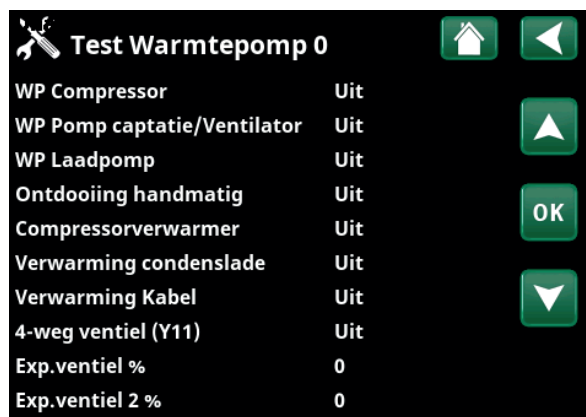 Test Warmtepomp 0
WP Compressor Uit
WP Pomp captatie/Ventilator Uit
WP Laadpomp Uit
Ontdooiing handmatig Uit
OK
Compressorverwarmer Uit
Verwarming condenslade Uit
Verwarming Kabel Uit
4-weg ventiel (Y11) Uit
Exp.ventiel % 0
Exp.ventiel 2 % 0